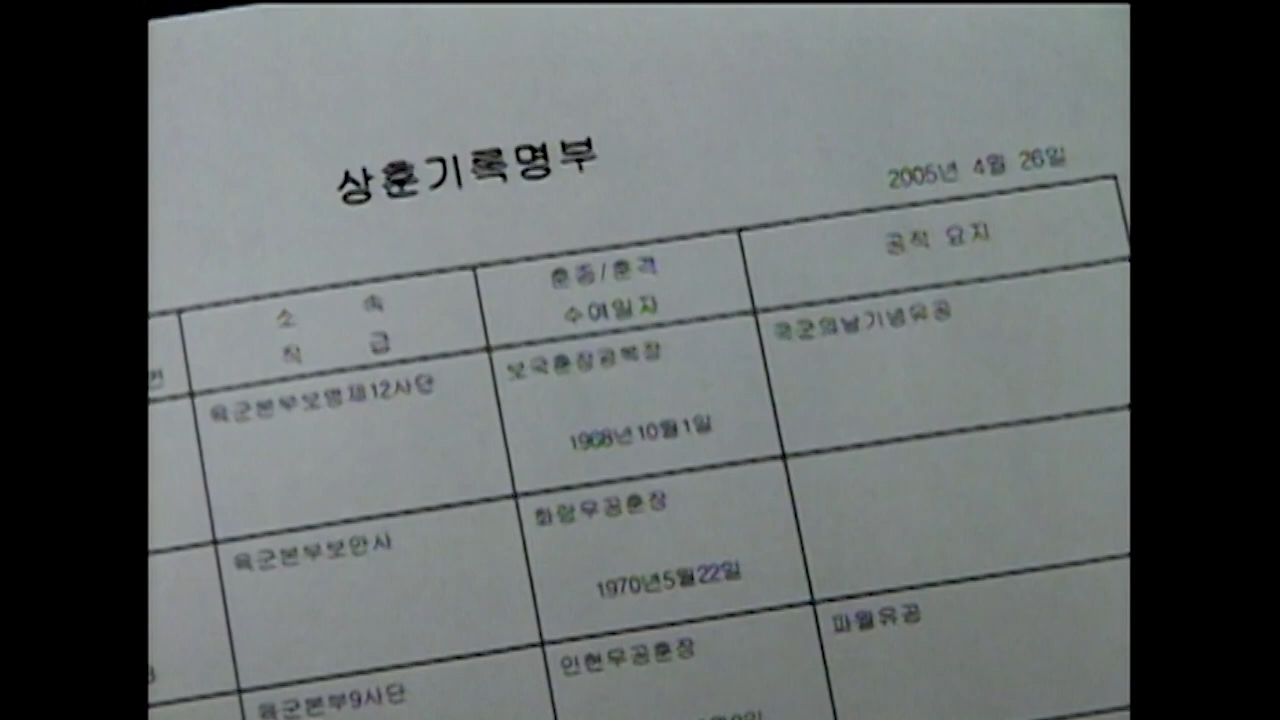 상훈기록명부
2005년 4월 26일
소 속
직 급
훈종/훈격
수여일자
공적 요지
번
육군본부보병제12사단
보국훈장광복장
1968년10월1일
국군의날기념유공
육군본부보안사
화랑무공훈장
1970년5월22일
육군본부9사단
인헌무공훈장
파월유공